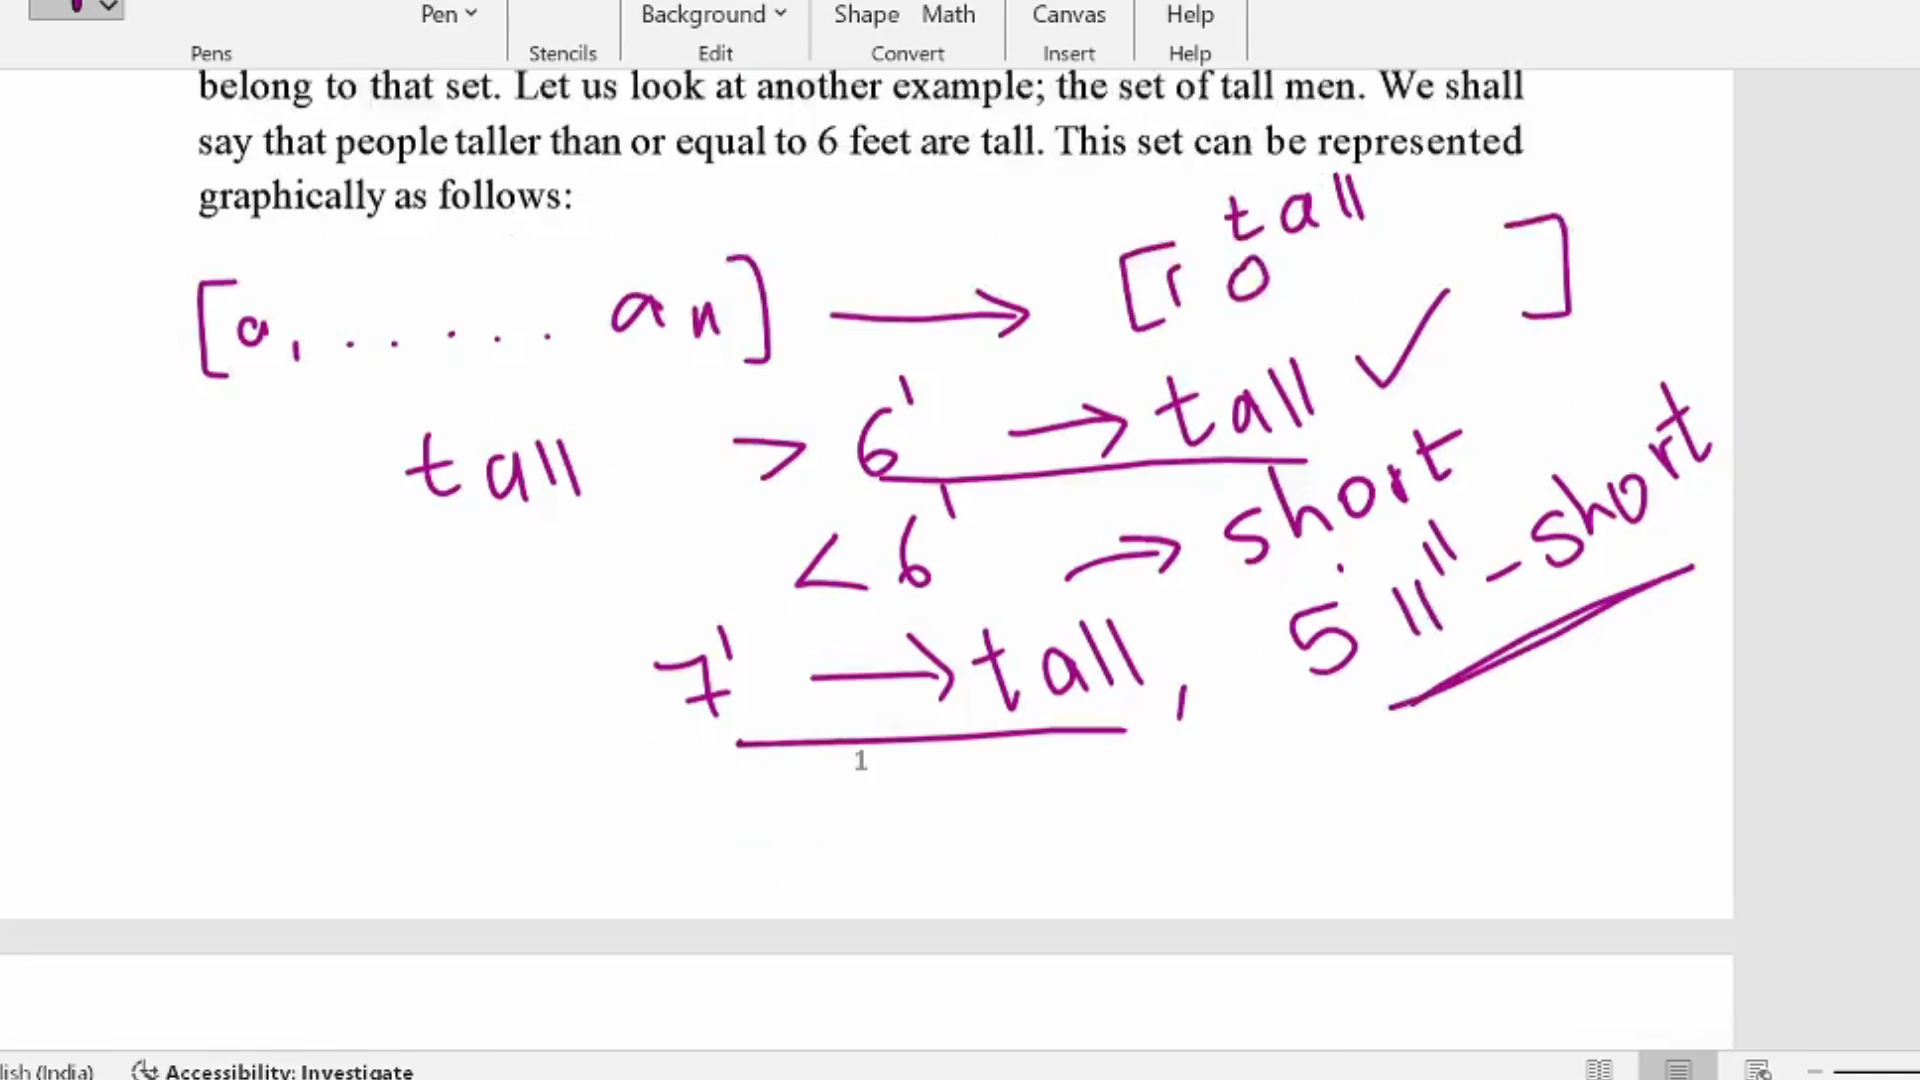 Pen Background Shape Math Canvas Help
Pens Stencils Edit Convert Insert Help
belong to that set. Let us look at another example; the set of tall men. We shall
say that people taller than or equal to 6 feet are tall. This set can be represented
graphically as follows:
tall
[a, ..... an] → [1 0 ]
tall > 6' → tall ✓
< 6' → short
7' → tall, 5' 11" - short
1
lish (India) Accessibility: Investigate